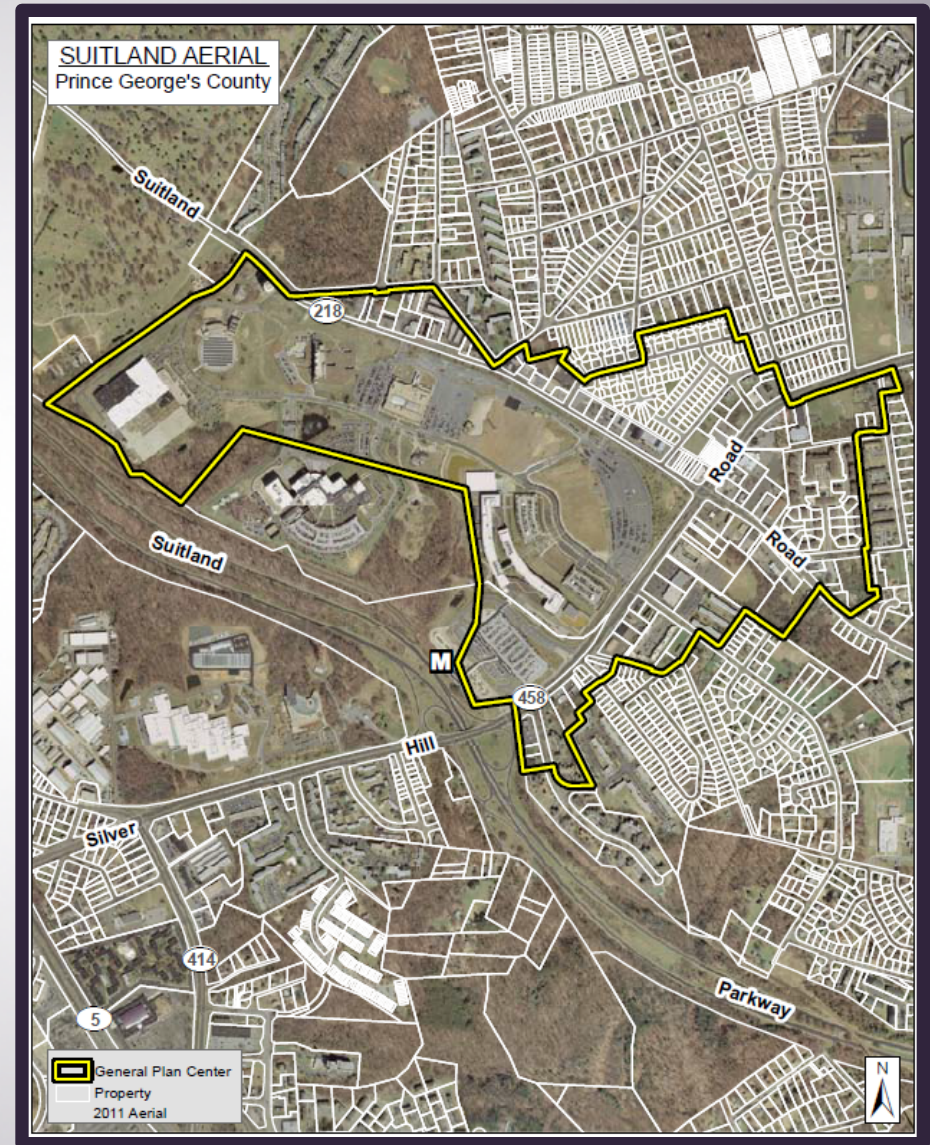 SUITLAND AERIAL
Prince George's County
Suitland
218
Road
Road
Suitland
M
458
Hill
Silver
414
Parkway
5
General Plan Center
Property
2011 Aerial
N